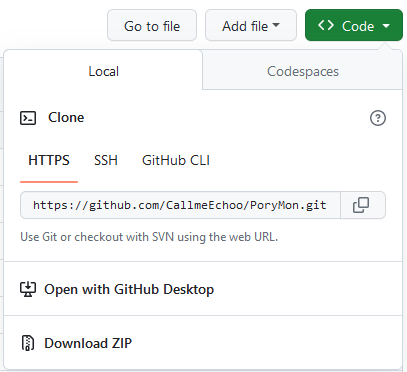 Go to file Add file <> Code
Local Codespaces
Clone
HTTPS SSH GitHub CLI
https://github.com/CallmeEchoo/PoryMon.git
Use Git or checkout with SVN using the web URL.
Open with GitHub Desktop
Download ZIP